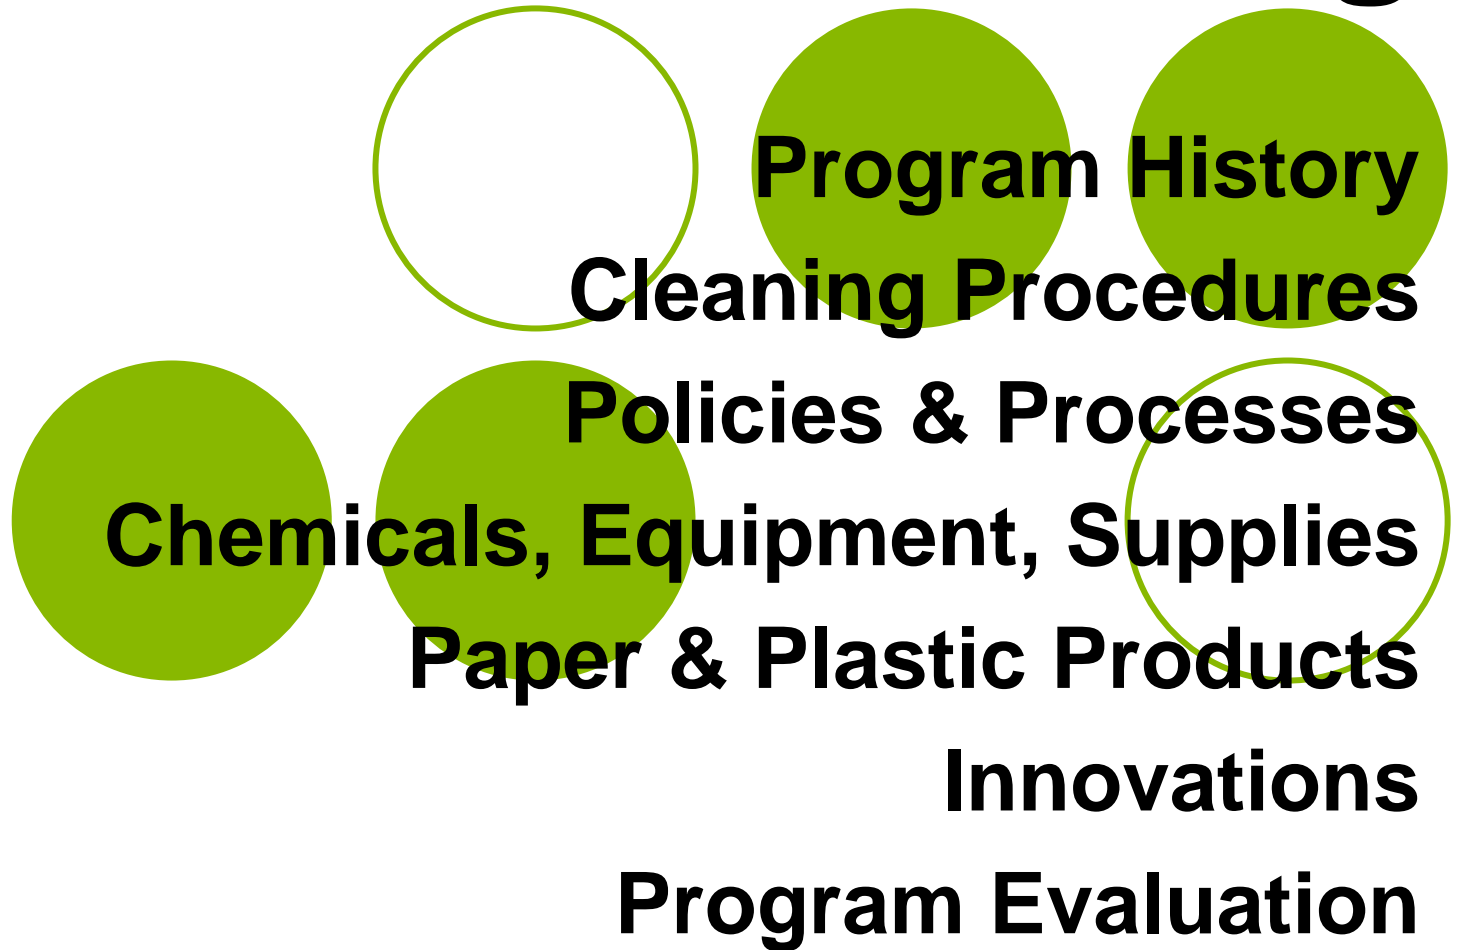 Program History
Cleaning Procedures
Policies & Processes
Chemicals, Equipment, Supplies
Paper & Plastic Products
Innovations
Program Evaluation